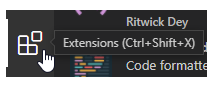 Ritwick Dey
Extensions (Ctrl+Shift+X)
Code formatte